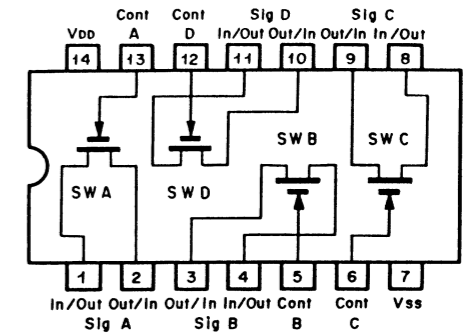 Cont Cont Sig D Sig C
VDD A D In/Out Out/In Out/In In/Out
14 13 12 11 10 9 8
SW B SW C
SW A SW D
1 2 3 4 5 6 7
In/Out Out/In Out/In In/Out Cont Cont Vss
Sig A Sig B B C